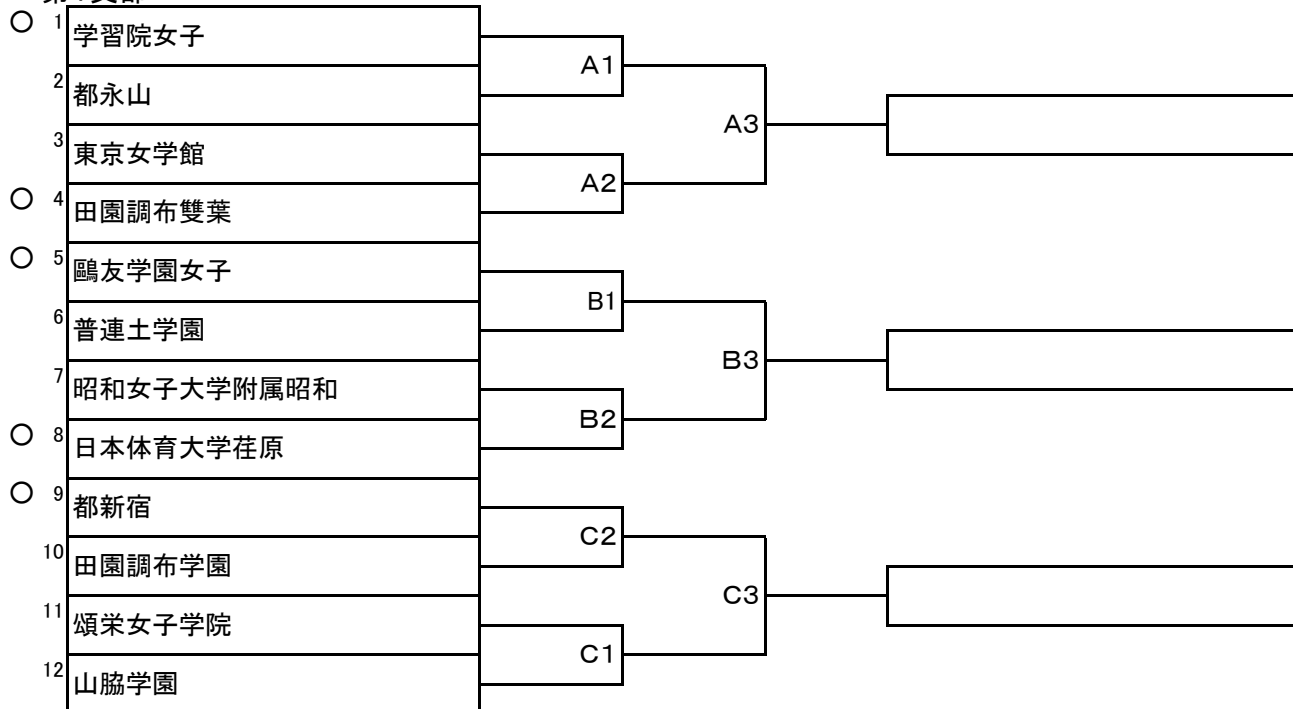 ○ 1 学習院女子
A1
2 都永山
A3
3 東京女学館
A2
○ 4 田園調布雙葉
○ 5 鷗友学園女子
B1
6 普連土学園
B3
7 昭和女子大学附属昭和
B2
○ 8 日本体育大学荏原
○ 9 都新宿
C2
10 田園調布学園
C3
11 頌栄女子学院
C1
12 山脇学園